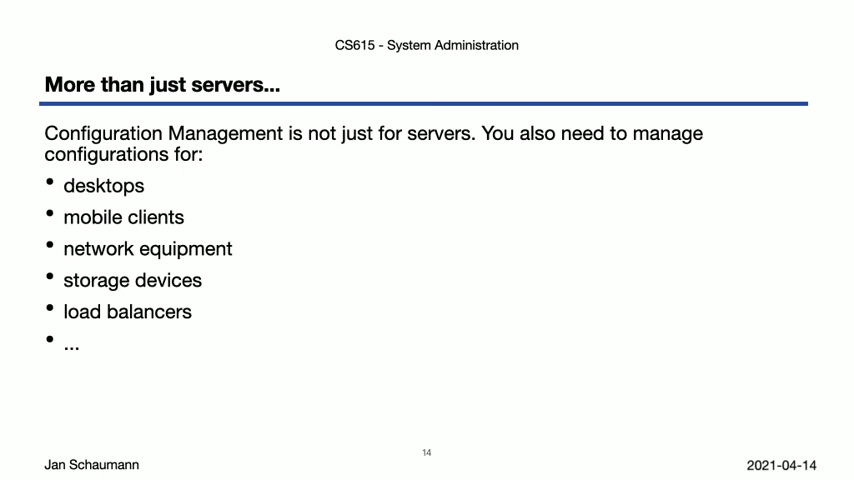 CS615 - System Administration
More than just servers...
Configuration Management is not just for servers. You also need to manage
configurations for:
• desktops
• mobile clients
• network equipment
• storage devices
• load balancers
• ...
14
Jan Schaumann
2021-04-14